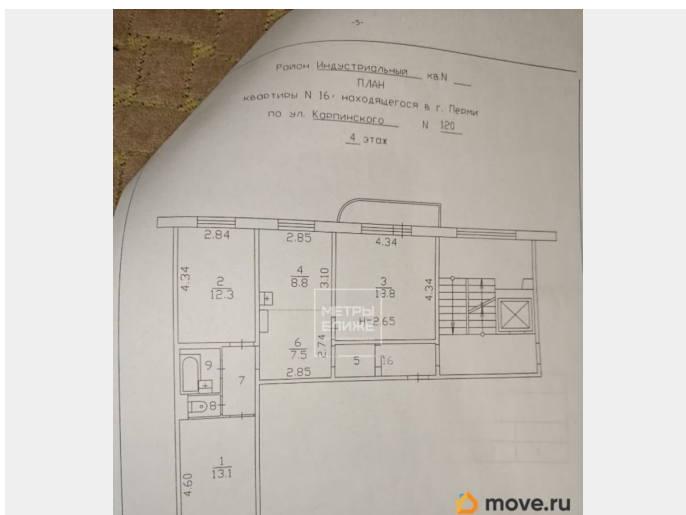 -5-
Район Индустриальный кв.N
ПЛАН
квартиры N 16, находящегося в г. Перми
по ул. Карпинского N 120
4 этаж
2.84
2.85
4.34
4.34
2
12.3
4
8.8
3.10
3
18.8
4.34
МЕТРЫ
БЛИЖЕ
H=2.65
6
7.5
2.74
5
2.85
9
7
8
1
13.1
4.60
move.ru